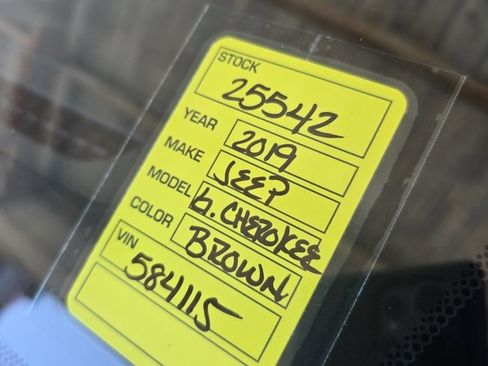 STOCK
25542
YEAR 2019
MAKE JEEP
MODEL G. CHEROKEE
COLOR BROWN
VIN
584115